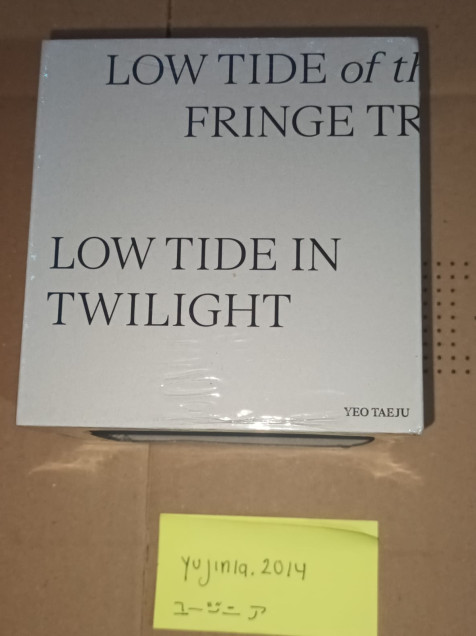 LOW TIDE of th
FRINGE TR
LOW TIDE IN
TWILIGHT
YEO TAEJU
yujinia.2014
ユージニア